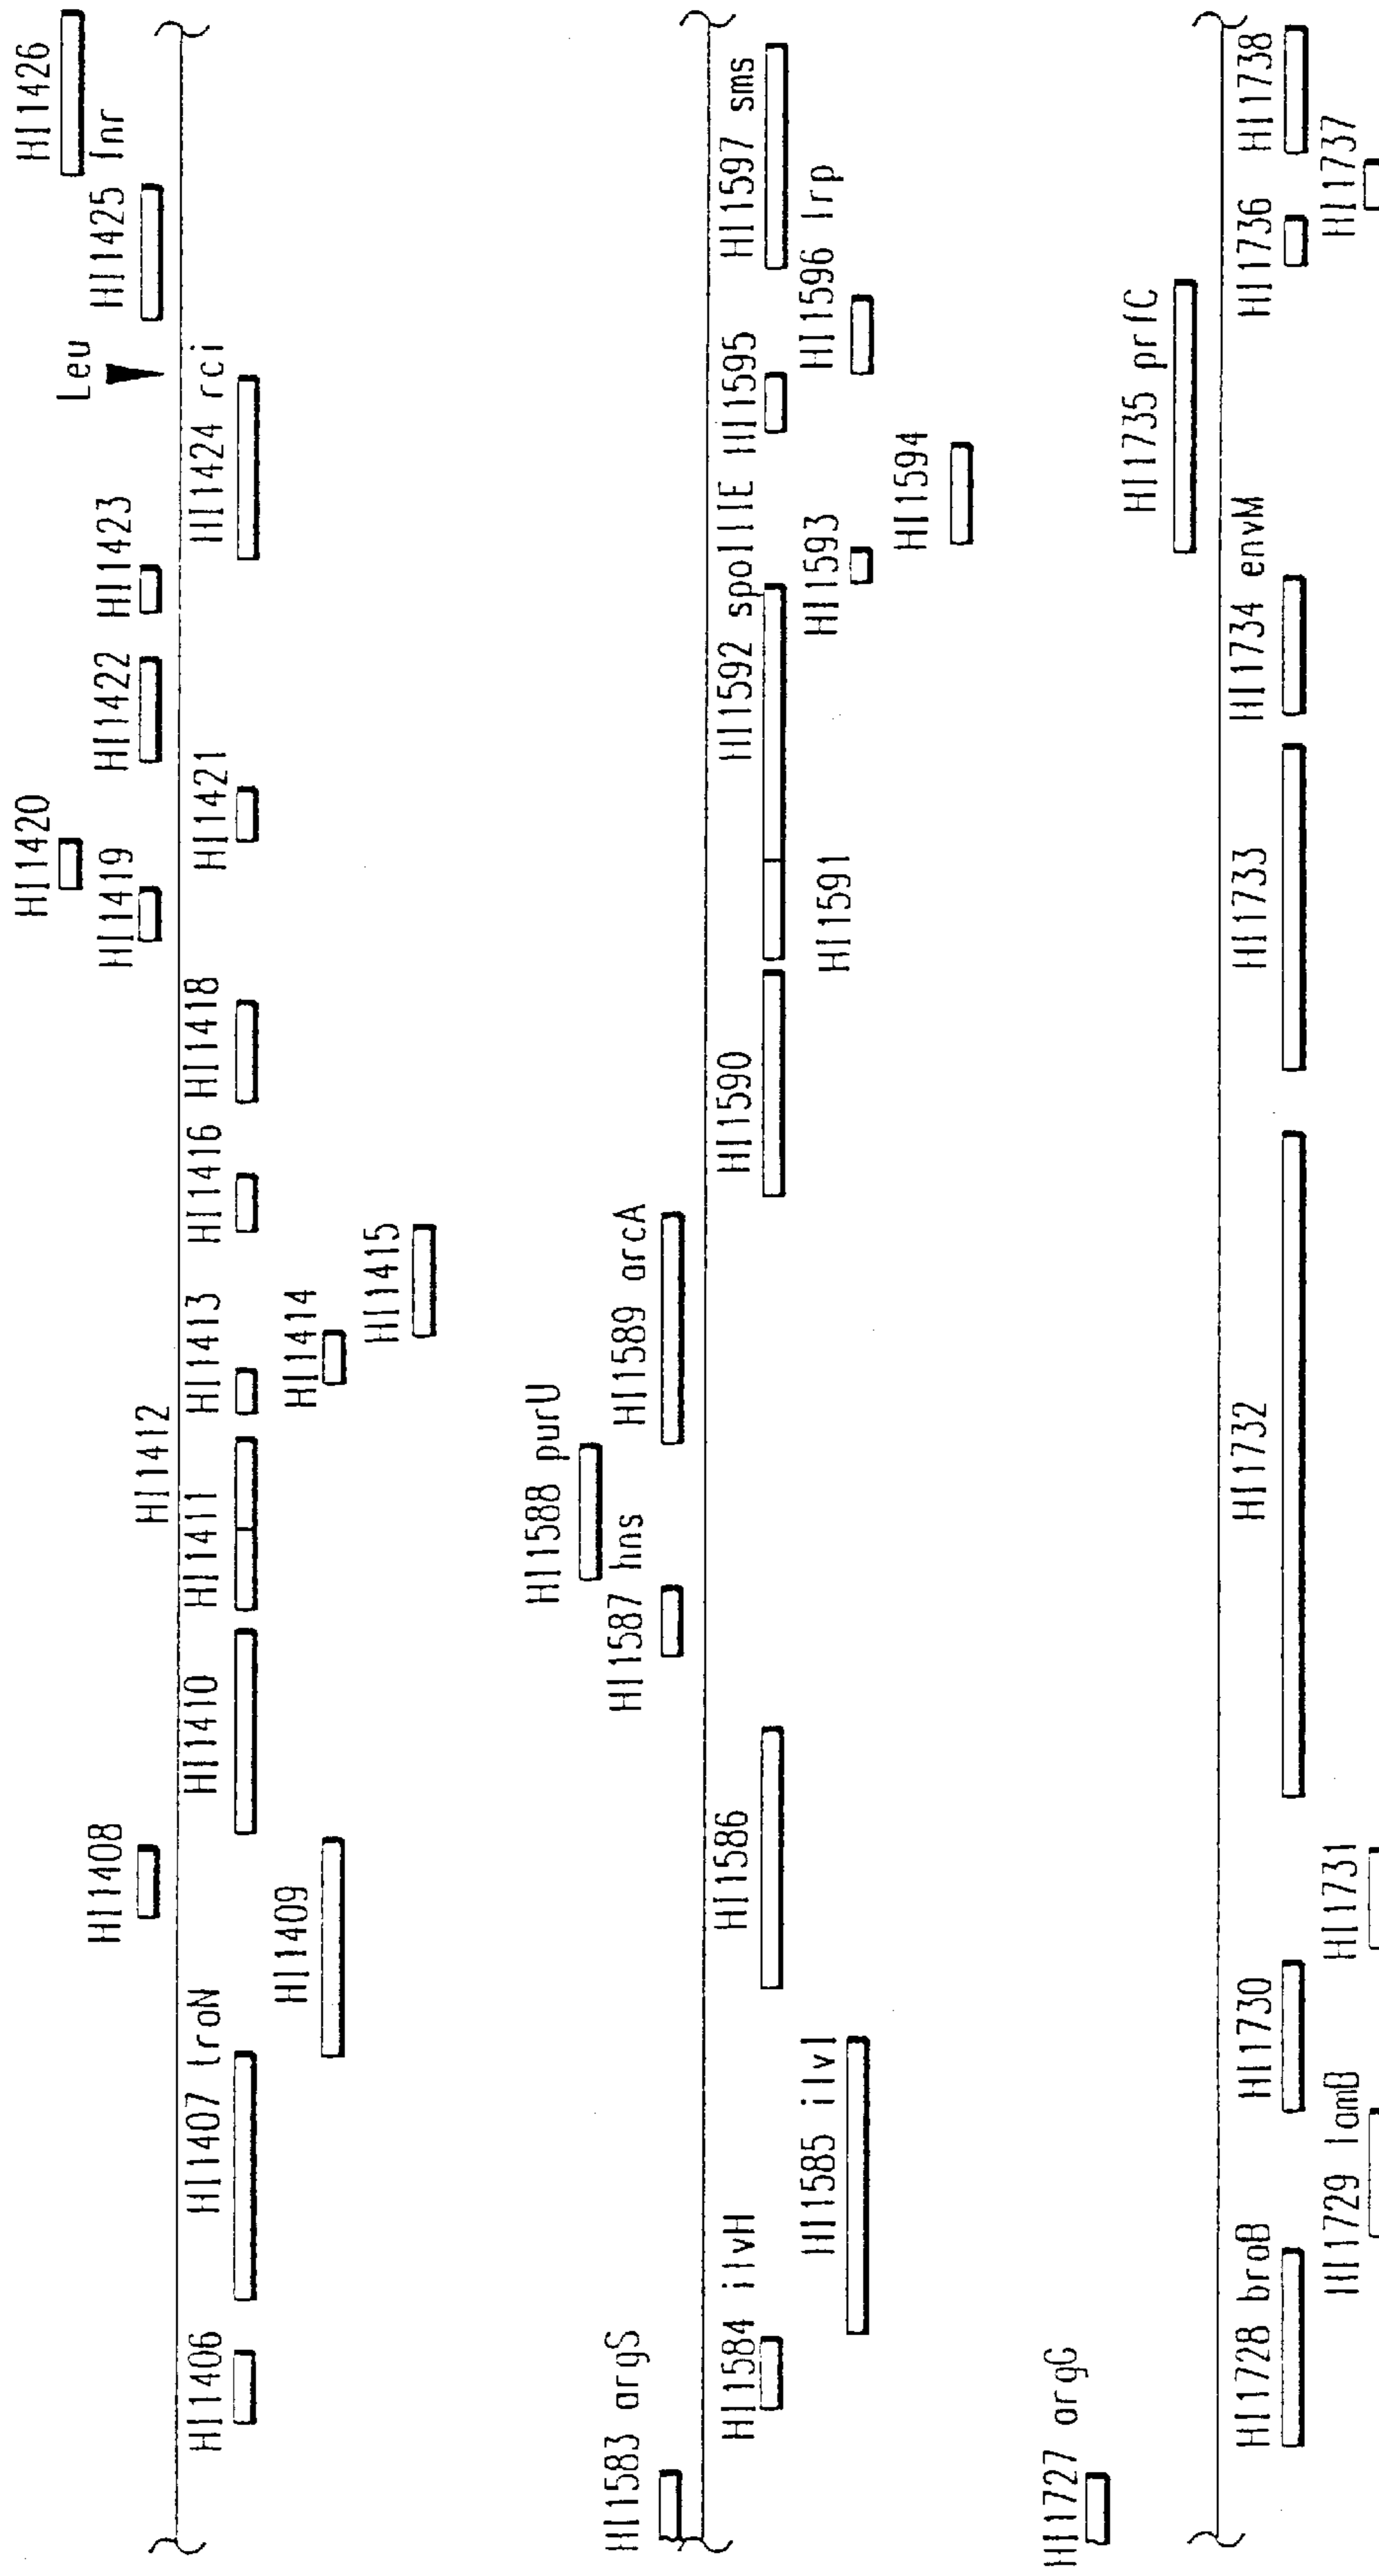 HI1406
HI1407 traN
HI1408
HI1409
HI1410
HI1411
HI1412
HI1413
HI1414
HI1415
HI1416
HI1418
HI1419
HI1420
HI1421
HI1422
HI1423
HI1424 rci
Leu
HI1425 fnr
HI1426
HI1583 argS
HI1584 ilvH
HI1585 ilvI
HI1586
HI1587 hns
HI1588 purU
HI1589 arcA
HI1590
HI1591
HI1592 spoIIIE
HI1593
HI1594
HI1595
HI1596 lrp
HI1597 sms
HI1727 argG
HI1728 braB
HI1729 lamB
HI1730
HI1731
HI1732
HI1733
HI1734 envM
HI1735 prfC
HI1736
HI1737
HI1738